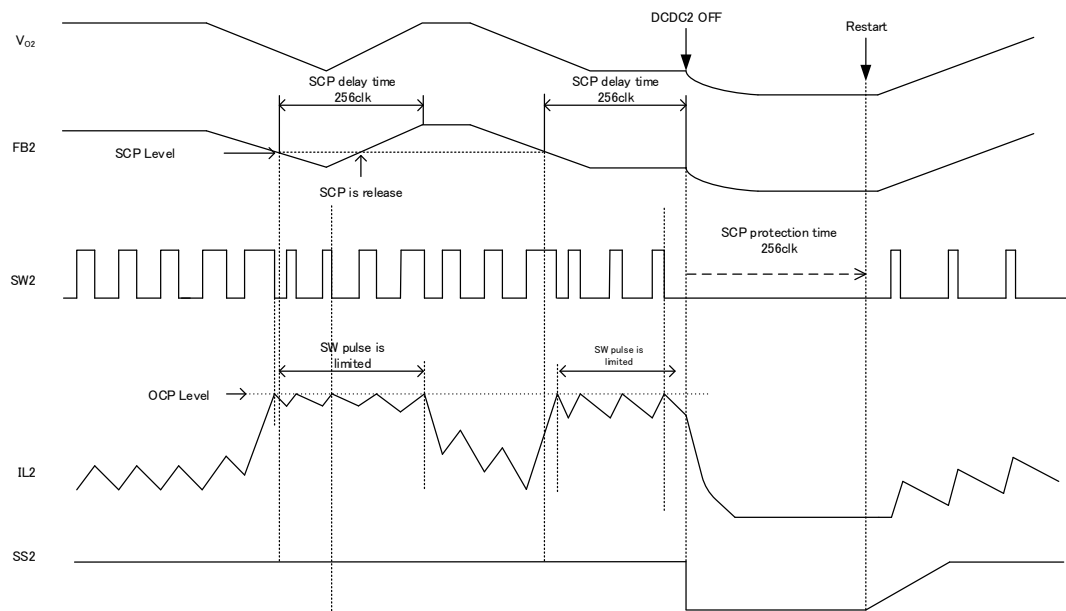 DCDC2 OFF
Restart
VO2
SCP delay time
256clk
SCP delay time
256clk
FB2
SCP Level
SCP is release
SCP protection time
256clk
SW2
SW pulse is
limited
SW pulse is
limited
OCP Level
IL2
SS2